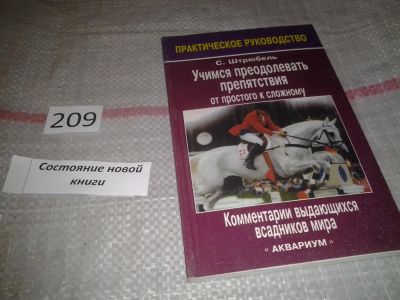 ПРАКТИЧЕСКОЕ РУКОВОДСТВО
С. Штрюбель
Учимся преодолевать
препятствия
от простого к сложному
Комментарии выдающихся
всадников мира
« АКВАРИУМ »
209
Состояние новой
книги